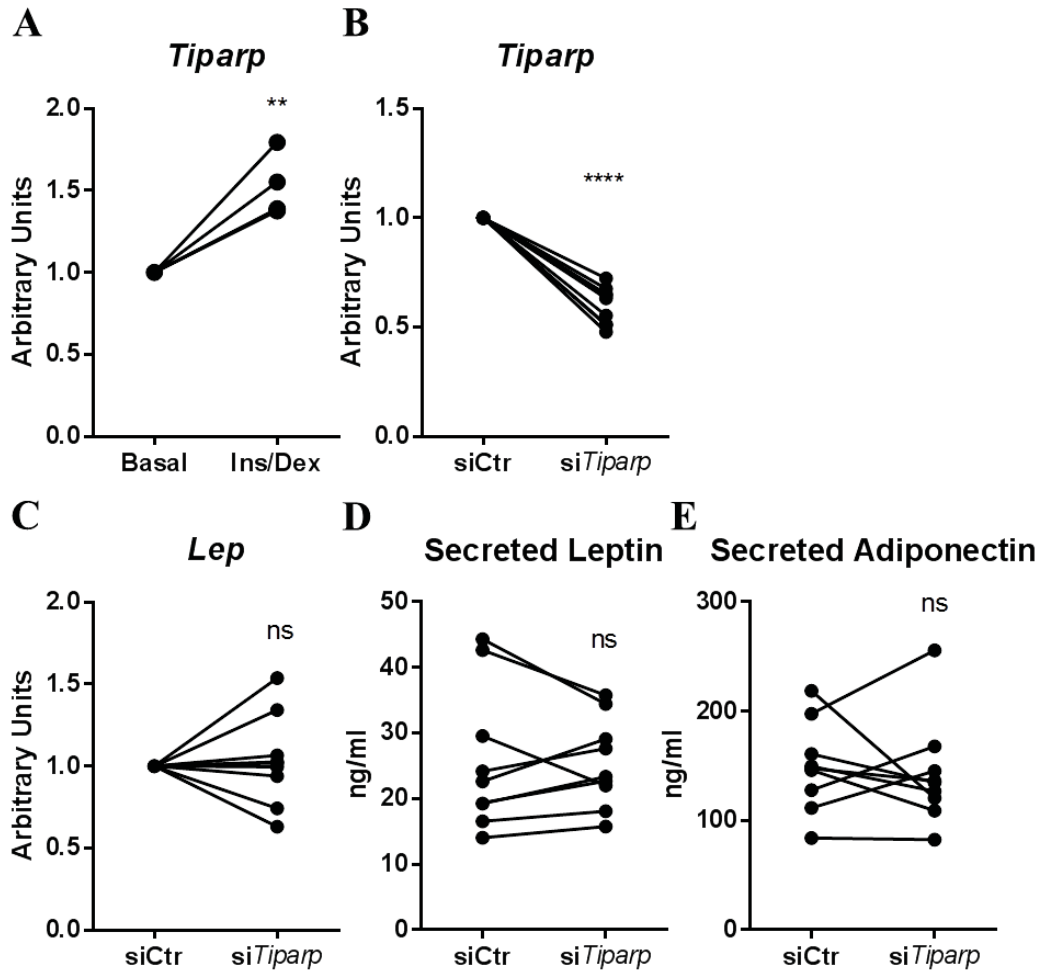 A
Tiparp
**
Arbitrary Units
2.0
1.5
1.0
0.5
0.0
Basal
Ins/Dex
B
Tiparp
****
Arbitrary Units
1.5
1.0
0.5
0.0
siCtr
siTiparp
C
Lep
ns
Arbitrary Units
2.0
1.5
1.0
0.5
0.0
siCtr
siTiparp
D
Secreted Leptin
ns
ng/ml
50
40
30
20
10
0
siCtr
siTiparp
E
Secreted Adiponectin
ns
ng/ml
300
200
100
0
siCtr
siTiparp